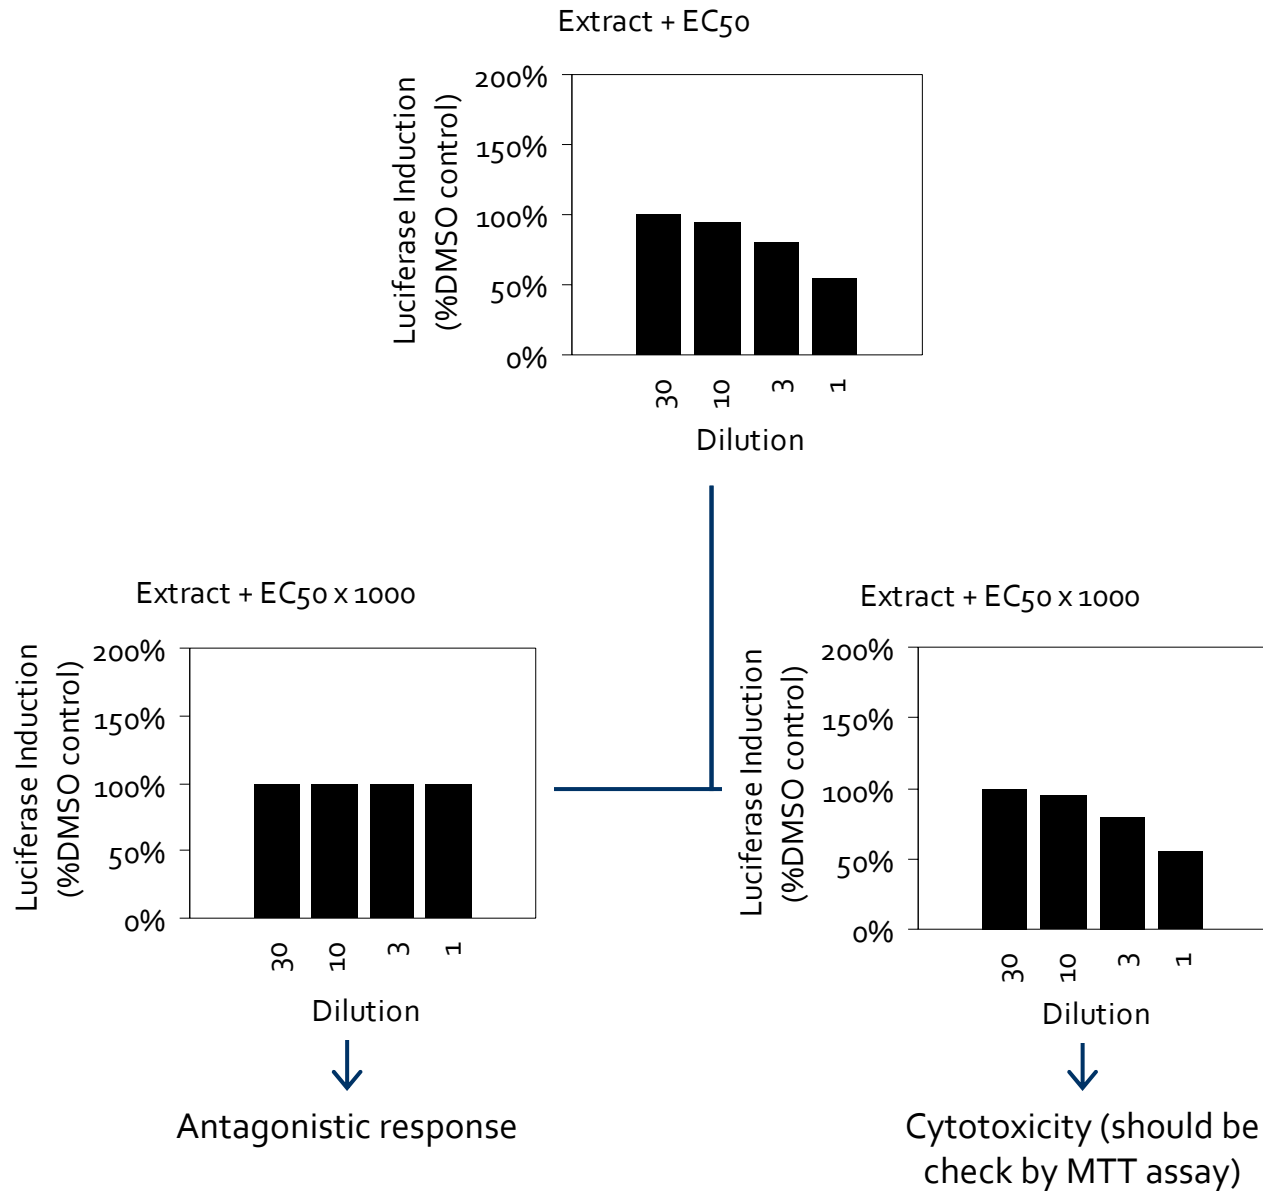 Extract + EC50
Luciferase Induction
(%DMSO control)
200%
150%
100%
50%
0%
30
10
3
1
Dilution
Extract + EC50 x 1000
Luciferase Induction
(%DMSO control)
200%
150%
100%
50%
0%
30
10
3
1
Dilution
Antagonistic response
Extract + EC50 x 1000
Luciferase Induction
(%DMSO control)
200%
150%
100%
50%
0%
30
10
3
1
Dilution
Cytotoxicity (should be
check by MTT assay)